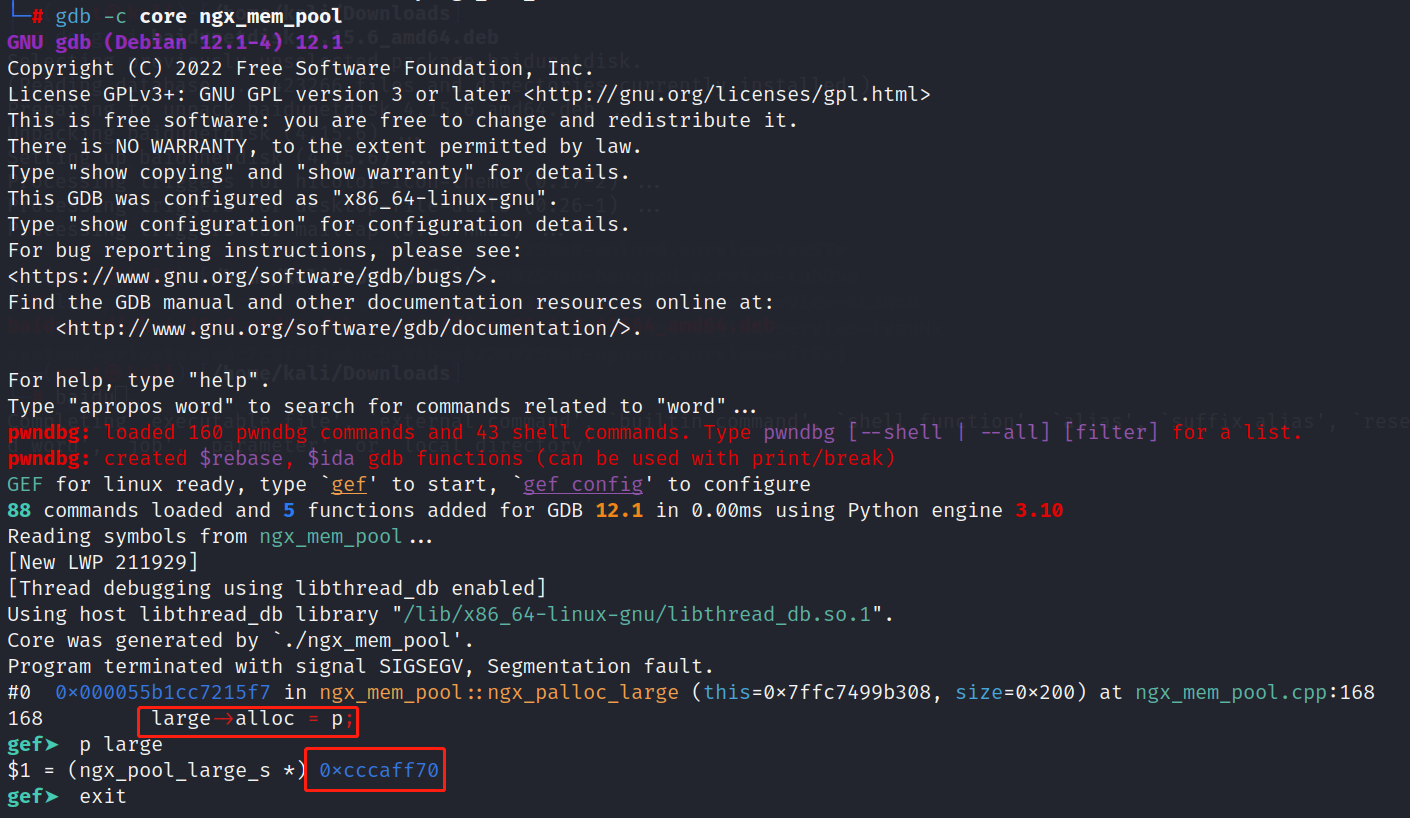 └─# gdb -c core ngx_mem_pool
GNU gdb (Debian 12.1-4) 12.1
Copyright (C) 2022 Free Software Foundation, Inc.
License GPLv3+: GNU GPL version 3 or later <http://gnu.org/licenses/gpl.html>
This is free software: you are free to change and redistribute it.
There is NO WARRANTY, to the extent permitted by law.
Type "show copying" and "show warranty" for details.
This GDB was configured as "x86_64-linux-gnu".
Type "show configuration" for configuration details.
For bug reporting instructions, please see:
<https://www.gnu.org/software/gdb/bugs/>.
Find the GDB manual and other documentation resources online at:
    <http://www.gnu.org/software/gdb/documentation/>.
For help, type "help".
Type "apropos word" to search for commands related to "word"...
pwndbg: loaded 160 pwndbg commands and 43 shell commands. Type pwndbg [--shell | --all] [filter] for a list.
pwndbg: created $rebase, $ida gdb functions (can be used with print/break)
GEF for linux ready, type `gef' to start, `gef config' to configure
88 commands loaded and 5 functions added for GDB 12.1 in 0.00ms using Python engine 3.10
Reading symbols from ngx_mem_pool...
[New LWP 211929]
[Thread debugging using libthread_db enabled]
Using host libthread_db library "/lib/x86_64-linux-gnu/libthread_db.so.1".
Core was generated by `./ngx_mem_pool'.
Program terminated with signal SIGSEGV, Segmentation fault.
#0  0x000055b1cc7215f7 in ngx_mem_pool::ngx_palloc_large (this=0x7ffc7499b308, size=0x200) at ngx_mem_pool.cpp:168
168         large->alloc = p;
gef➤  p large
$1 = (ngx_pool_large_s *) 0xcccaff70
gef➤  exit